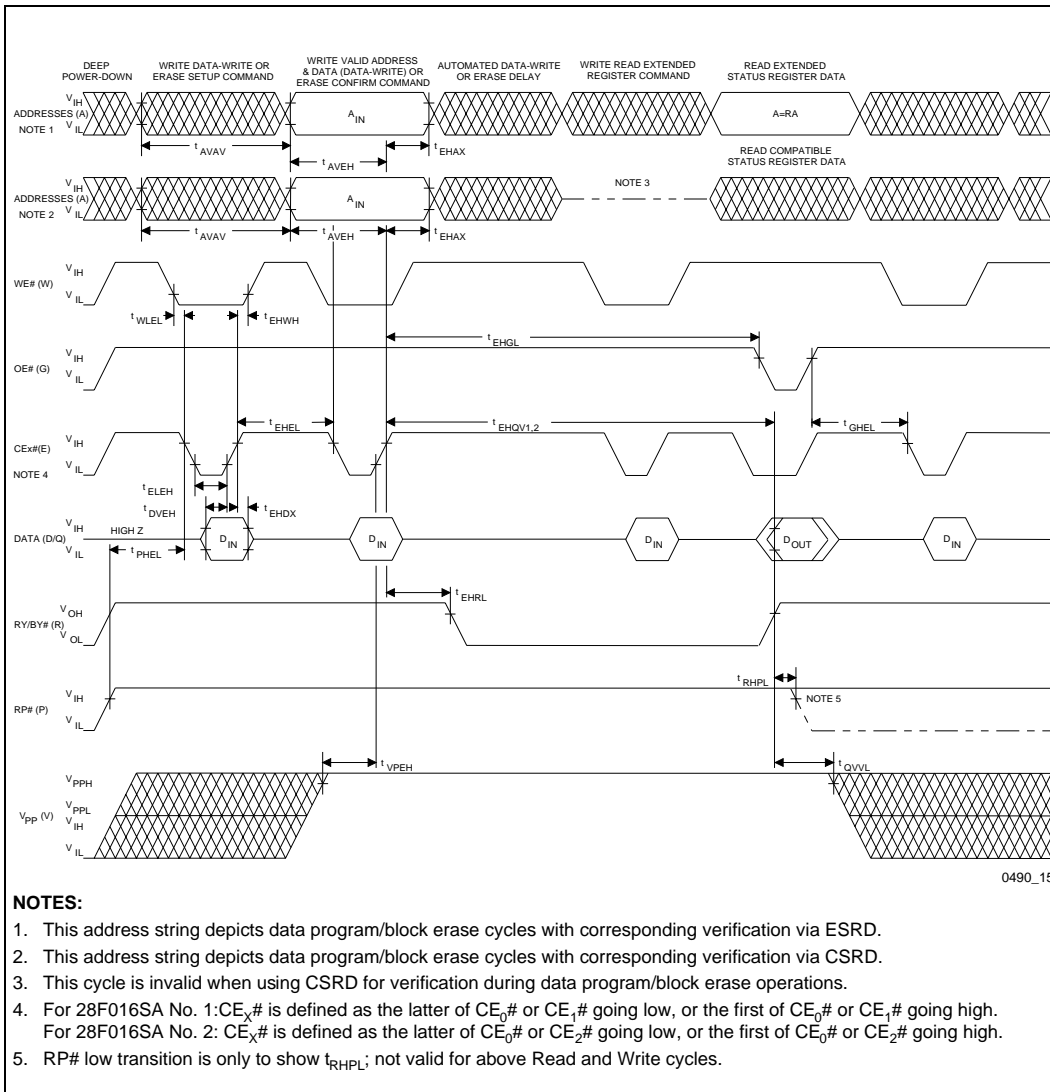 DEEP
POWER-DOWN
WRITE DATA-WRITE OR
ERASE SETUP COMMAND
WRITE VALID ADDRESS
& DATA (DATA-WRITE) OR
ERASE CONFIRM COMMAND
AUTOMATED DATA-WRITE
OR ERASE DELAY
WRITE READ EXTENDED
REGISTER COMMAND
READ EXTENDED
STATUS REGISTER DATA
ADDRESSES (A)
NOTE 1
V IH
V IL
A IN
A=RA
t AVAV
t AVEH
t EHAX
READ COMPATIBLE
STATUS REGISTER DATA
ADDRESSES (A)
NOTE 2
V IH
V IL
A IN
NOTE 3
t AVAV
t AVEH
t EHAX
WE# (W)
V IH
V IL
t WLEL
t EHWH
t EHGL
OE# (G)
V IH
V IL
t EHEL
t EHQV1,2
t GHEL
CEx#(E)
NOTE 4
V IH
V IL
t ELEH
t DVEH
t EHDX
DATA (D/Q)
V IH
V IL
HIGH Z
D IN
D IN
D IN
D OUT
D IN
t PHEL
t EHRL
RY/BY# (R)
V OH
V OL
t RHPL
RP# (P)
V IH
V IL
NOTE 5
t VPEH
t QVVL
V PP (V)
V PPH
V PPL
V IH
V IL
0490_15
NOTES:
1. This address string depicts data program/block erase cycles with corresponding verification via ESRD.
2. This address string depicts data program/block erase cycles with corresponding verification via CSRD.
3. This cycle is invalid when using CSRD for verification during data program/block erase operations.
4. For 28F016SA No. 1:CEX# is defined as the latter of CE0# or CE1# going low, or the first of CE0# or CE1# going high.
For 28F016SA No. 2: CEX# is defined as the latter of CE0# or CE2# going low, or the first of CE0# or CE2# going high.
5. RP# low transition is only to show tRHPL; not valid for above Read and Write cycles.